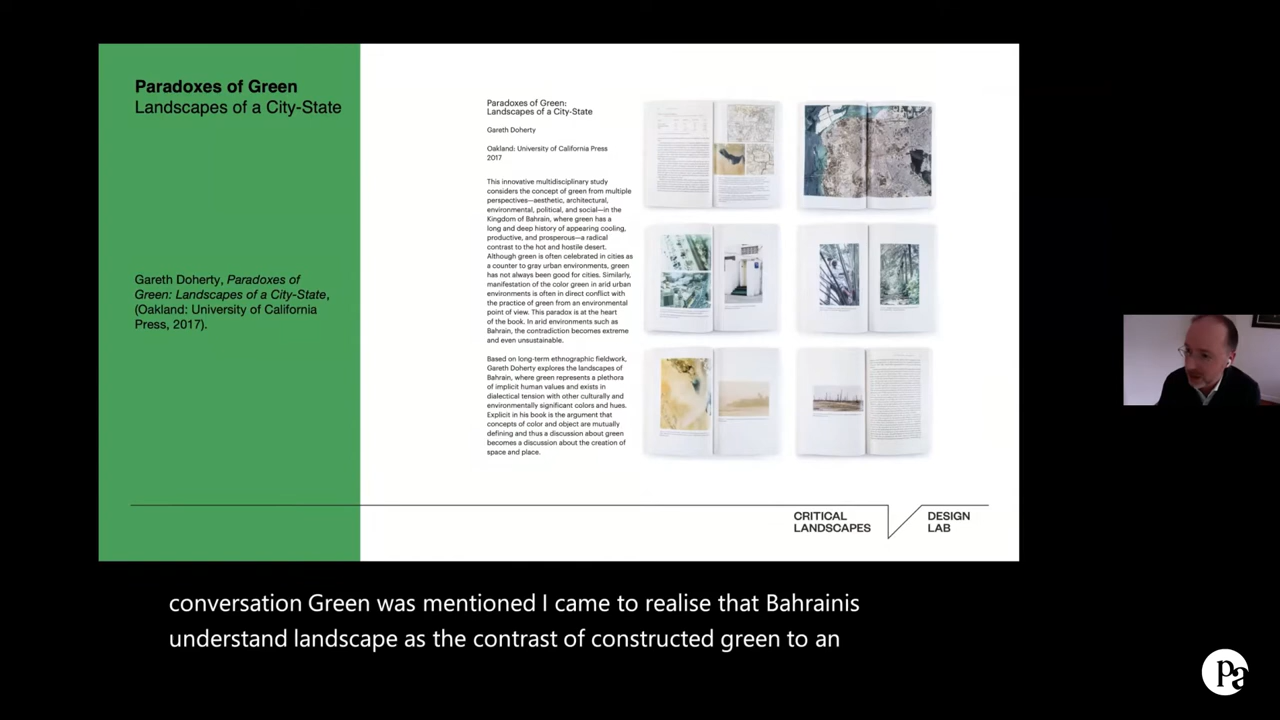 Paradoxes of Green
Landscapes of a City-State
Gareth Doherty, Paradoxes of
Green: Landscapes of a City-State,
(Oakland: University of California
Press, 2017).
Paradoxes of Green:
Landscapes of a City-State
Gareth Doherty
Oakland: University of California Press
2017
This innovative multidisciplinary study
considers the concept of green from multiple
perspectives—aesthetic, architectural,
environmental, political, and social—in the
Kingdom of Bahrain, where green has a
long and deep history of appearing cooling,
productive, and prosperous—a radical
contrast to the hot and hostile desert.
Although green is often celebrated in cities as
a counter to gray urban environments, green
has not always been good for cities. Similarly,
manifestation of the color green in arid urban
environments is often in direct conflict with
the practice of green from an environmental
point of view. This paradox is at the heart
of the book. In arid environments such as
Bahrain, the contradiction becomes extreme
and even unsustainable.
Based on long-term ethnographic fieldwork,
Gareth Doherty explores the landscapes of
Bahrain, where green represents a plethora
of implicit human values and exists in
dialectical tension with other culturally and
environmentally significant colors and hues.
Explicit in his book is the argument that
concepts of color and object are mutually
defining and thus a discussion about green
becomes a discussion about the creation of
space and place.
CRITICAL
LANDSCAPES
DESIGN
LAB
conversation Green was mentioned I came to realise that Bahrainis
understand landscape as the contrast of constructed green to an
Pa